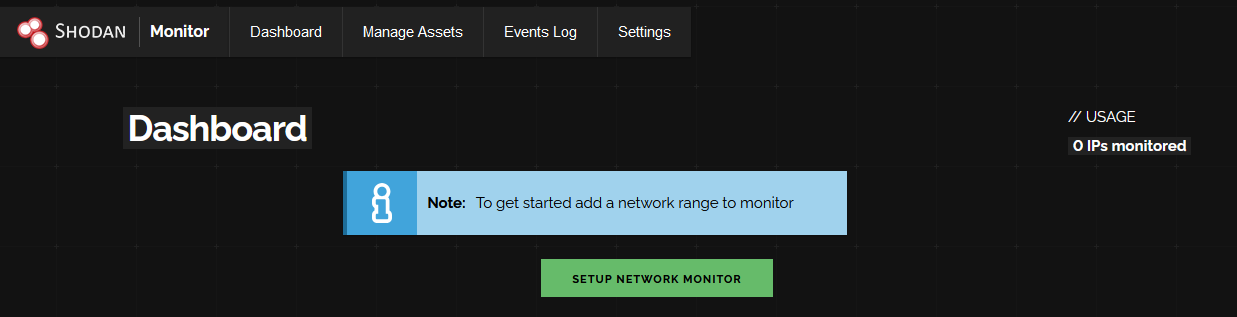 SHODAN Monitor Dashboard Manage Assets Events Log Settings
Dashboard
// USAGE
0 IPs monitored
Note: To get started add a network range to monitor
SETUP NETWORK MONITOR